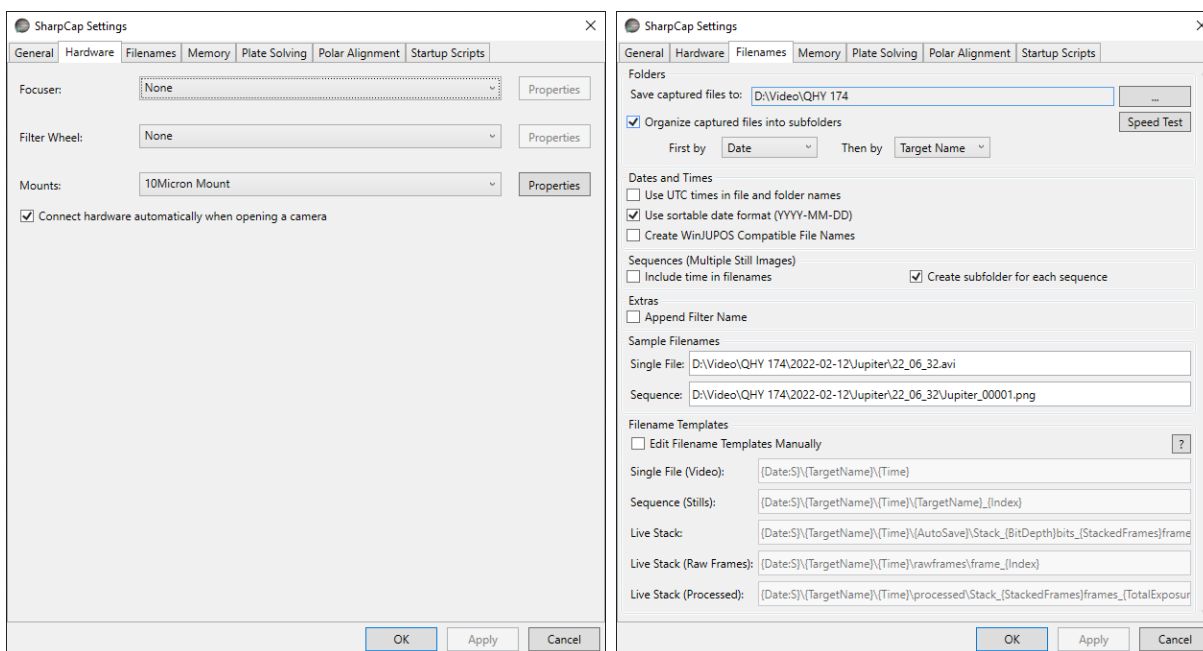 SharpCap Settings
General Hardware Filenames Memory Plate Solving Polar Alignment Startup Scripts
Focuser: None Properties
Filter Wheel: None Properties
Mounts: 10Micron Mount Properties
Connect hardware automatically when opening a camera
OK Apply Cancel
SharpCap Settings
General Hardware Filenames Memory Plate Solving Polar Alignment Startup Scripts
Folders
Save captured files to: D:\Video\QHY 174 ...
Organize captured files into subfolders Speed Test
First by Date Then by Target Name
Dates and Times
Use UTC times in file and folder names
Use sortable date format (YYYY-MM-DD)
Create WinJUPOS Compatible File Names
Sequences (Multiple Still Images)
Include time in filenames Create subfolder for each sequence
Extras
Append Filter Name
Sample Filenames
Single File: D:\Video\QHY 174\2022-02-12\Jupiter\22_06_32.avi
Sequence: D:\Video\QHY 174\2022-02-12\Jupiter\22_06_32\Jupiter_00001.png
Filename Templates
Edit Filename Templates Manually ?
Single File (Video): {Date:S}\{TargetName}\{Time}
Sequence (Stills): {Date:S}\{TargetName}\{Time}\{TargetName}_{Index}
Live Stack: {Date:S}\{TargetName}\{Time}\{AutoSave}\Stack_{BitDepth}bits_{StackedFrames}frame
Live Stack (Raw Frames): {Date:S}\{TargetName}\{Time}\rawframes\frame_{Index}
Live Stack (Processed): {Date:S}\{TargetName}\{Time}\processed\Stack_{StackedFrames}frames_{TotalExposur
OK Apply Cancel